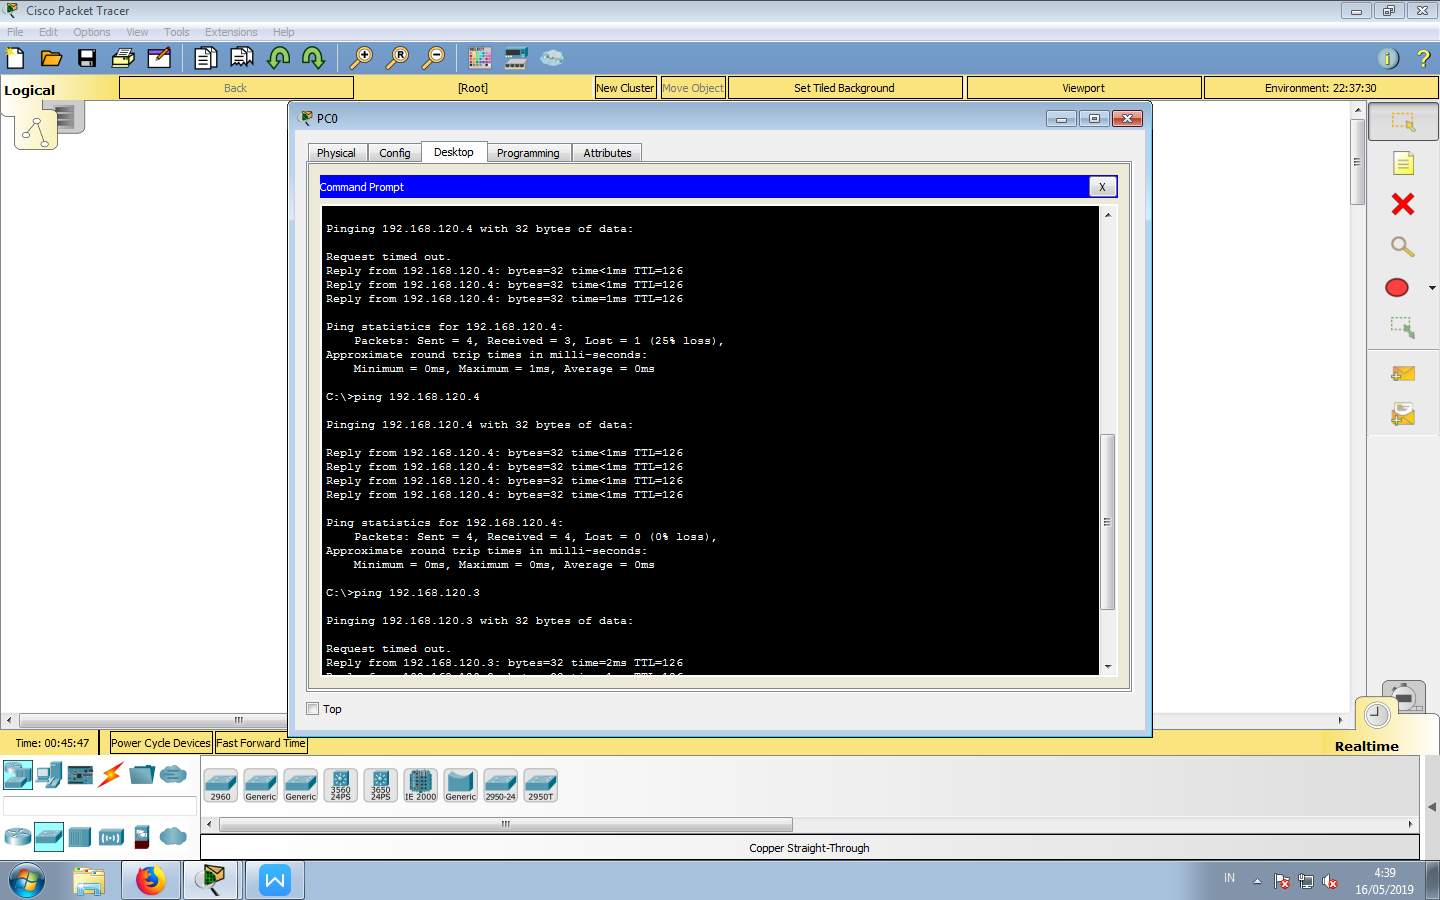 Cisco Packet Tracer
File Edit Options View Tools Extensions Help
Logical
Back
[Root]
New Cluster
Move Object
Set Tiled Background
Viewport
Environment: 22:37:30
PC0
Physical Config Desktop Programming Attributes
Command Prompt
X
Pinging 192.168.120.4 with 32 bytes of data:
Request timed out.
Reply from 192.168.120.4: bytes=32 time<1ms TTL=126
Reply from 192.168.120.4: bytes=32 time<1ms TTL=126
Reply from 192.168.120.4: bytes=32 time=1ms TTL=126
Ping statistics for 192.168.120.4:
Packets: Sent = 4, Received = 3, Lost = 1 (25% loss),
Approximate round trip times in milli-seconds:
Minimum = 0ms, Maximum = 1ms, Average = 0ms
C:\>ping 192.168.120.4
Pinging 192.168.120.4 with 32 bytes of data:
Reply from 192.168.120.4: bytes=32 time<1ms TTL=126
Reply from 192.168.120.4: bytes=32 time<1ms TTL=126
Reply from 192.168.120.4: bytes=32 time<1ms TTL=126
Reply from 192.168.120.4: bytes=32 time<1ms TTL=126
Ping statistics for 192.168.120.4:
Packets: Sent = 4, Received = 4, Lost = 0 (0% loss),
Approximate round trip times in milli-seconds:
Minimum = 0ms, Maximum = 0ms, Average = 0ms
C:\>ping 192.168.120.3
Pinging 192.168.120.3 with 32 bytes of data:
Request timed out.
Reply from 192.168.120.3: bytes=32 time=2ms TTL=126
Top
Time: 00:45:47
Power Cycle Devices
Fast Forward Time
Realtime
2960 Generic Generic 3560 24PS 3650 24PS IE 2000 Generic 2950-24 2950T
Copper Straight-Through
IN
4:39
16/05/2019